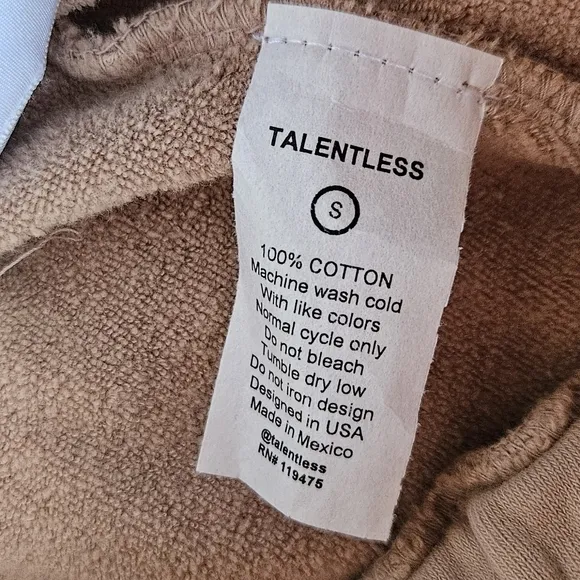 TALENTLESS
S
100% COTTON
Machine wash cold
With like colors
Normal cycle only
Do not bleach
Tumble dry low
Do not iron design
Designed in USA
Made in Mexico
@talentless
RN# 119475